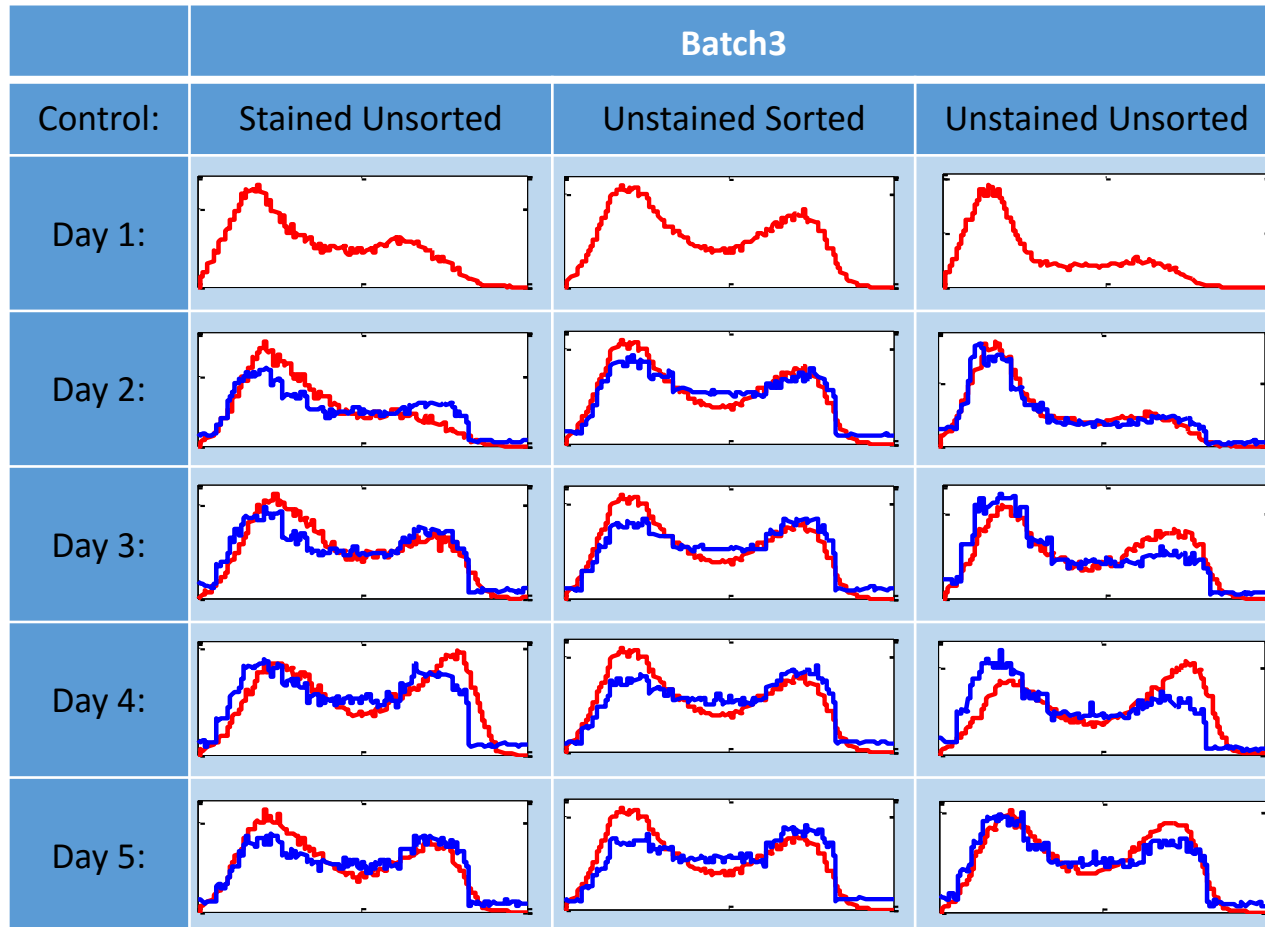 Batch3
Control: Stained Unsorted Unstained Sorted Unstained Unsorted
Day 1:
Day 2:
Day 3:
Day 4:
Day 5: